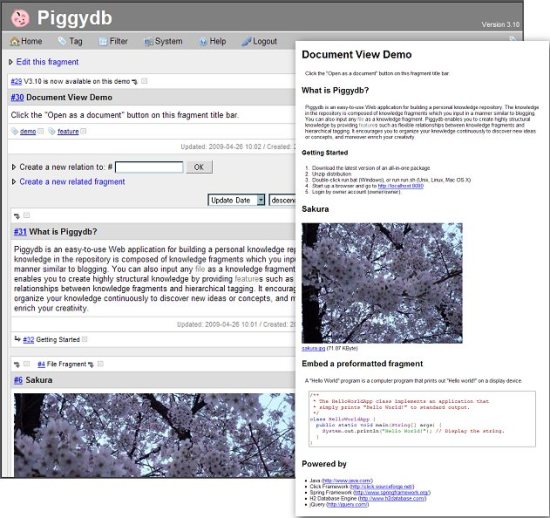 Piggydb
Version 3.10
Home Tag Filter System Help Logout
Edit this fragment
#29 V3.10 is now available on this demo
#30 Document View Demo
Click the "Open as a document" button on this fragment title bar.
demo feature
Updated: 2009-04-26 10:02 / Created:
Create a new relation to: # OK
Create a new related fragment
Update Date descen
#31 What is Piggydb?
Piggydb is an easy-to-use Web application for building a personal knowledge rep
knowledge in the repository is composed of knowledge fragments which you inpu
manner similar to blogging. You can also input any file as a knowledge fragment.
enables you to create highly structural knowledge by providing features such as
relationships between knowledge fragments and hierarchical tagging. It encourag
organize your knowledge continuously to discover new ideas or concepts, and m
enrich your creativity.
Updated: 2009-04-26 10:01 / Created: 2
#32 Getting Started
#4 File Fragment
#6 Sakura
Document View Demo
Click the "Open as a document" button on this fragment title bar.
What is Piggydb?
Piggydb is an easy-to-use Web application for building a personal knowledge repository. The knowledge
in the repository is composed of knowledge fragments which you input in a manner similar to blogging.
You can also input any file as a knowledge fragment. Piggydb enables you to create highly structural
knowledge by providing features such as flexible relationships between knowledge fragments and
hierarchical tagging. It encourages you to organize your knowledge continuously to discover new ideas
or concepts, and moreover enrich your creativity.
Getting Started
1. Download the latest version of an all-in-one package
2. Unzip distribution
3. Double-click run.bat (Windows), or run run.sh (Unix, Linux, Mac OS X)
4. Start up a browser and go to http://localhost:8080
5. Login by owner account (owner/owner).
Sakura
sakura.jpg (71.07 KByte)
Embed a preformatted fragment
A "Hello World" program is a computer program that prints out "Hello world!" on a display device.
/**
* The HelloWorldApp class implements an application that
* simply prints "Hello World!" to standard output.
*/
class HelloWorldApp {
public static void main(String[] args) {
System.out.println("Hello World!"); // Display the string.
}
}
Powered by
Java (http://www.java.com/)
Click Framework (http://click.sourceforge.net/)
Spring Framework (http://www.springframework.org/)
H2 Database Engine (http://www.h2database.com/)
jQuery (http://jquery.com/)